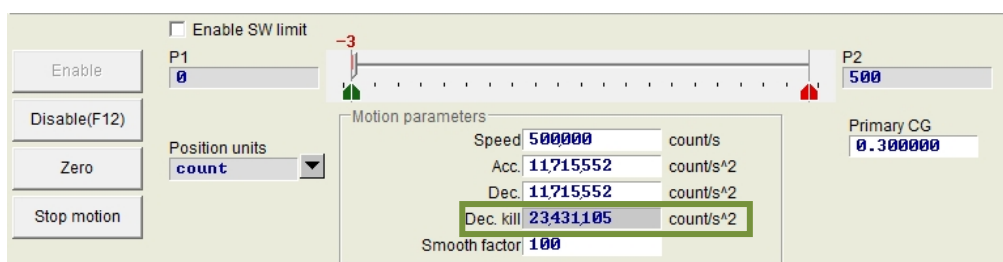 Enable SW limit
-3
P1
0
P2
500
Enable
Disable(F12)
Zero
Stop motion
Position units
count
Motion parameters
Speed 500,000 count/s
Acc. 11,715,552 count/s^2
Dec. 11,715,552 count/s^2
Dec. kill 23,431,105 count/s^2
Smooth factor 100
Primary CG
0.300000